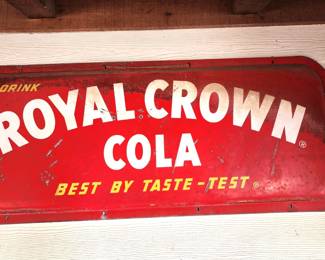 DRINK
ROYAL CROWN ®
COLA
BEST BY TASTE-TEST